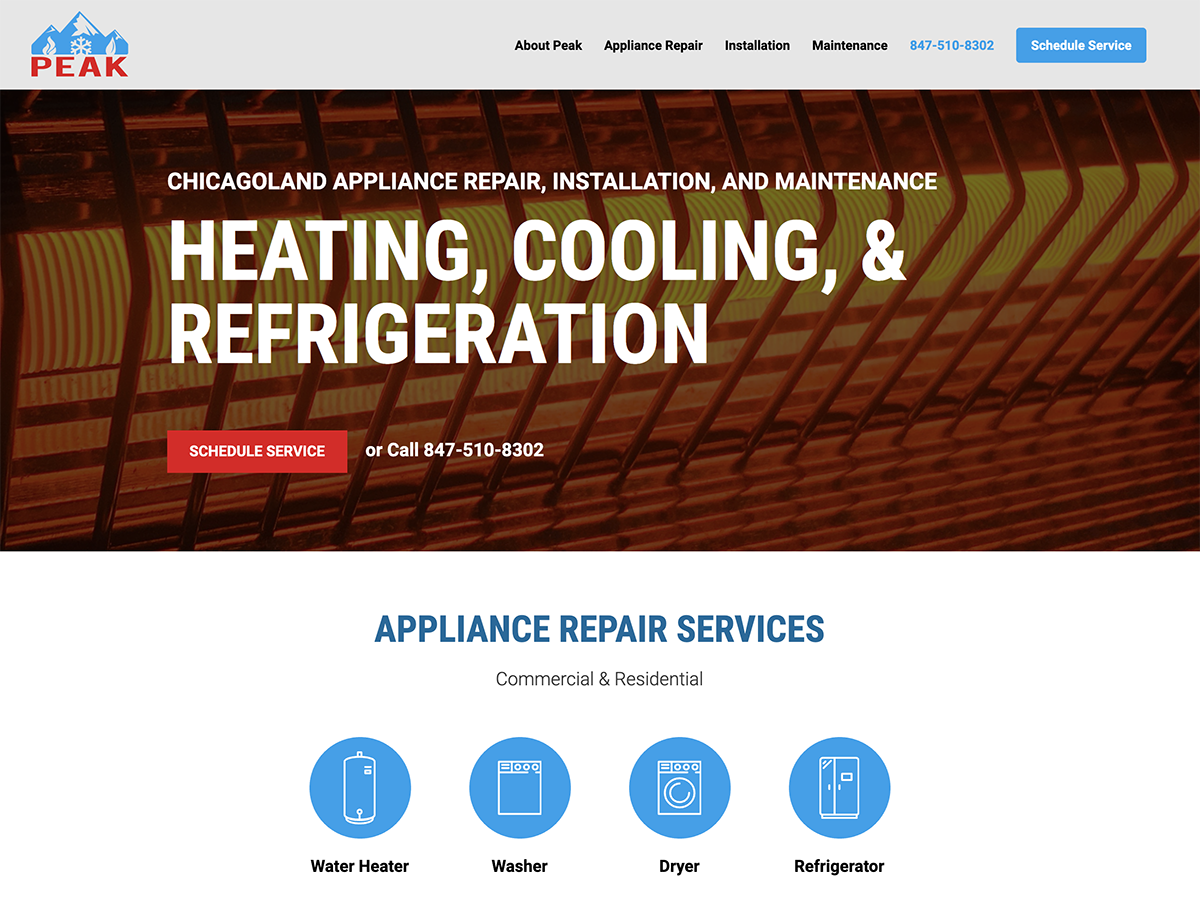 PEAK
About Peak
Appliance Repair
Installation
Maintenance
847-510-8302
Schedule Service
CHICAGOLAND APPLIANCE REPAIR, INSTALLATION, AND MAINTENANCE
HEATING, COOLING, &
REFRIGERATION
SCHEDULE SERVICE
or Call 847-510-8302
APPLIANCE REPAIR SERVICES
Commercial & Residential
Water Heater
Washer
Dryer
Refrigerator